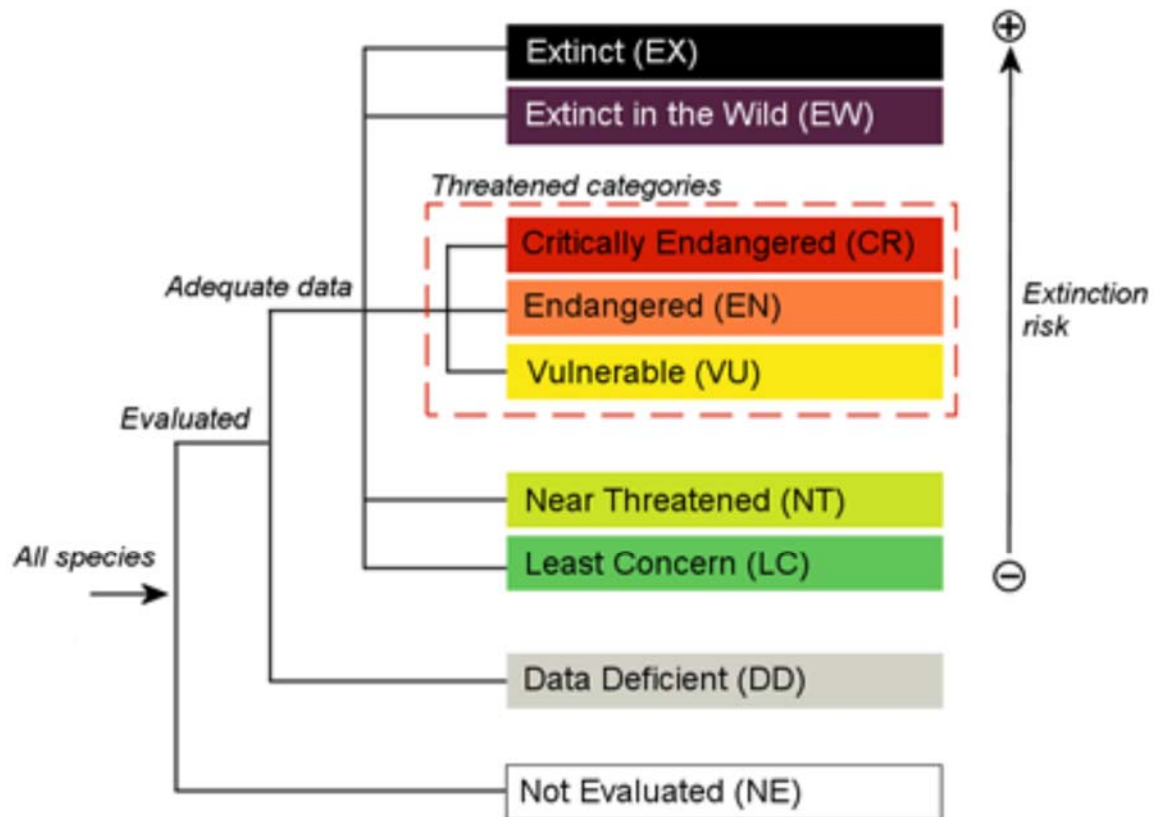 Extinct (EX)
Extinct in the Wild (EW)
Threatened categories
Critically Endangered (CR)
Adequate data
Endangered (EN)
Extinction
risk
Vulnerable (VU)
Evaluated
Near Threatened (NT)
All species
Least Concern (LC)
Data Deficient (DD)
Not Evaluated (NE)